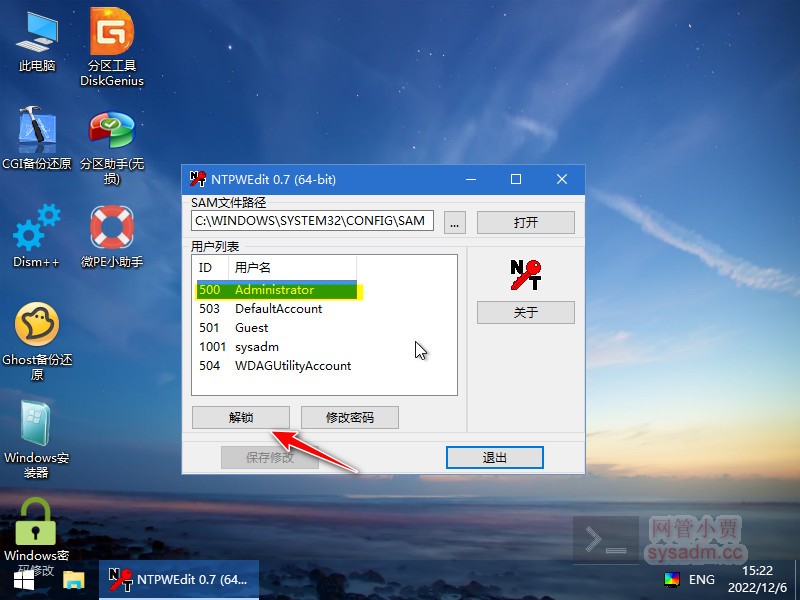 此电脑
分区工具
DiskGenius
CGI备份还原
分区助手(无
损)
Dism++
微PE小助手
Ghost备份还
原
Windows安
装器
Windows密
码修改
NTPWEdit 0.7 (64-bit)
SAM文件路径
C:\WINDOWS\SYSTEM32\CONFIG\SAM
...
打开
用户列表
ID 用户名
500 Administrator
503 DefaultAccount
501 Guest
1001 sysadm
504 WDAGUtilityAccount
NT
关于
解锁
修改密码
保存修改
退出
网管小贾
sysadm.cc
NTPWEdit 0.7 (64...
ENG
15:22
2022/12/6